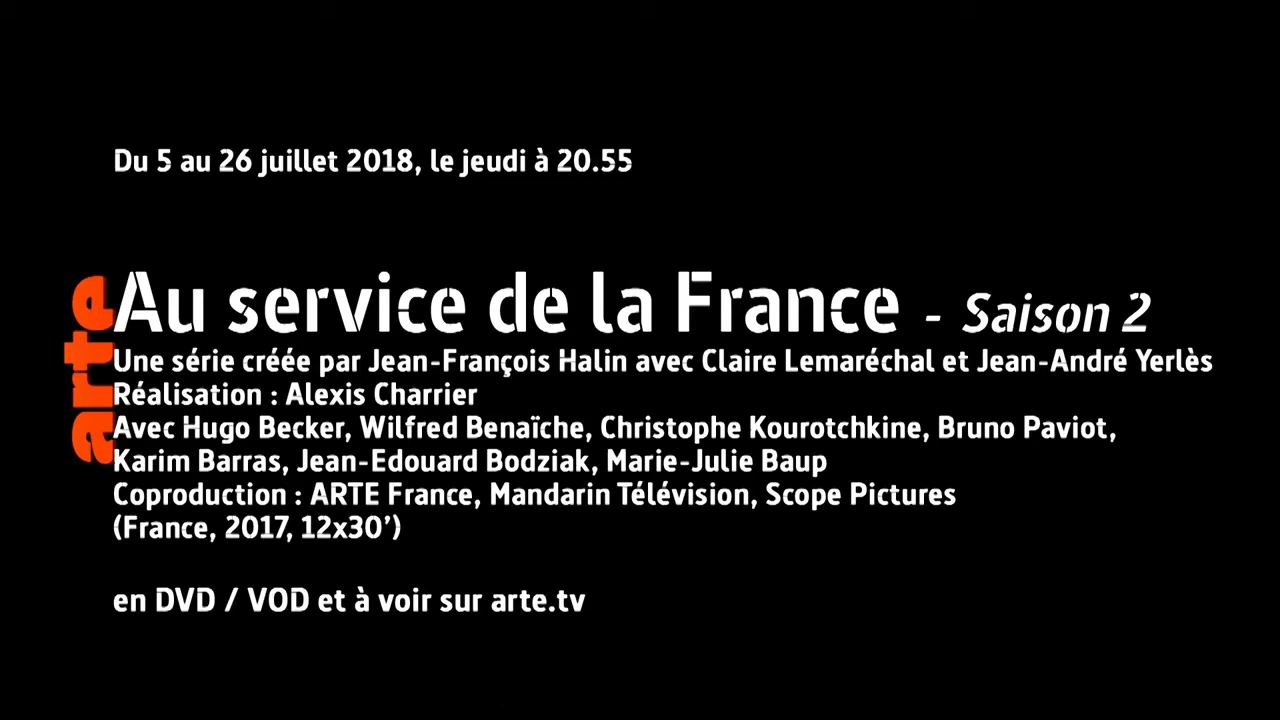 Du 5 au 26 juillet 2018, le jeudi à 20.55
arte
Au service de la France - Saison 2
Une série créée par Jean-François Halin avec Claire Lemaréchal et Jean-André Yerlès
Réalisation : Alexis Charrier
Avec Hugo Becker, Wilfred Benaïche, Christophe Kourotchkine, Bruno Paviot,
Karim Barras, Jean-Edouard Bodziak, Marie-Julie Baup
Coproduction : ARTE France, Mandarin Télévision, Scope Pictures
(France, 2017, 12x30’)
en DVD / VOD et à voir sur arte.tv